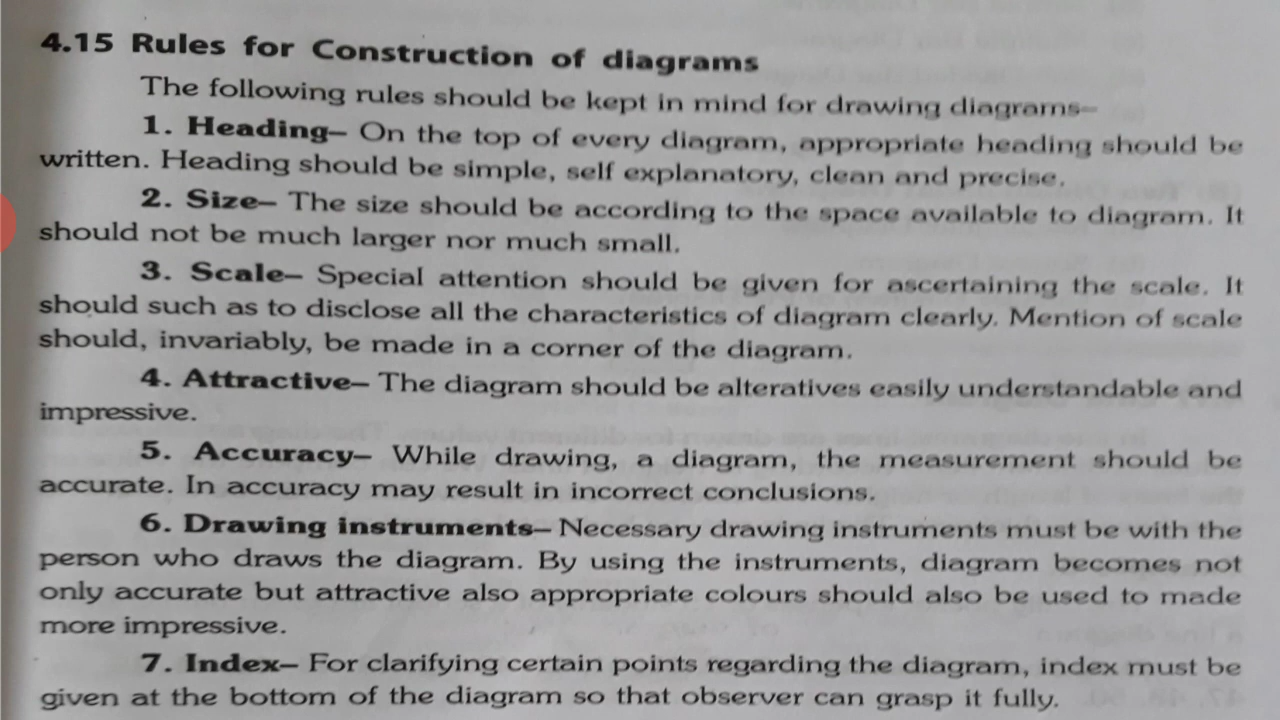 4.15 Rules for Construction of diagrams
The following rules should be kept in mind for drawing diagrams–
1. Heading– On the top of every diagram, appropriate heading should be
written. Heading should be simple, self explanatory, clean and precise.
2. Size– The size should be according to the space available to diagram. It
should not be much larger nor much small.
3. Scale– Special attention should be given for ascertaining the scale. It
should such as to disclose all the characteristics of diagram clearly. Mention of scale
should, invariably, be made in a corner of the diagram.
4. Attractive– The diagram should be alteratives easily understandable and
impressive.
5. Accuracy– While drawing, a diagram, the measurement should be
accurate. In accuracy may result in incorrect conclusions.
6. Drawing instruments– Necessary drawing instruments must be with the
person who draws the diagram. By using the instruments, diagram becomes not
only accurate but attractive also appropriate colours should also be used to made
more impressive.
7. Index– For clarifying certain points regarding the diagram, index must be
given at the bottom of the diagram so that observer can grasp it fully.